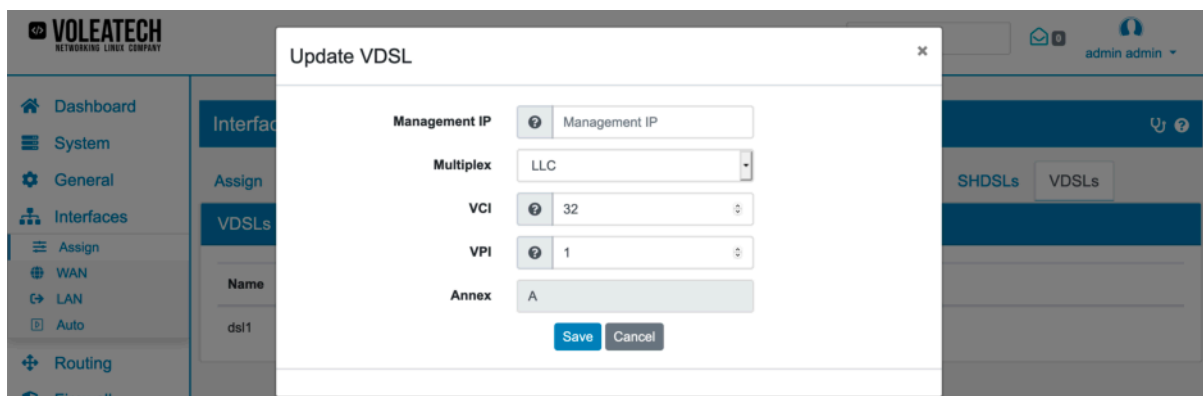 VOLEATECH
NETWORKING LINUX COMPANY
0
admin admin
Update VDSL
×
Dashboard
System
General
Interfaces
Assign
WAN
LAN
Auto
Routing
Interfac
Assign
SHDSLs
VDSLs
VDSLs
Name
dsl1
Management IP
Management IP
Multiplex
LLC
VCI
32
VPI
1
Annex
A
Save
Cancel